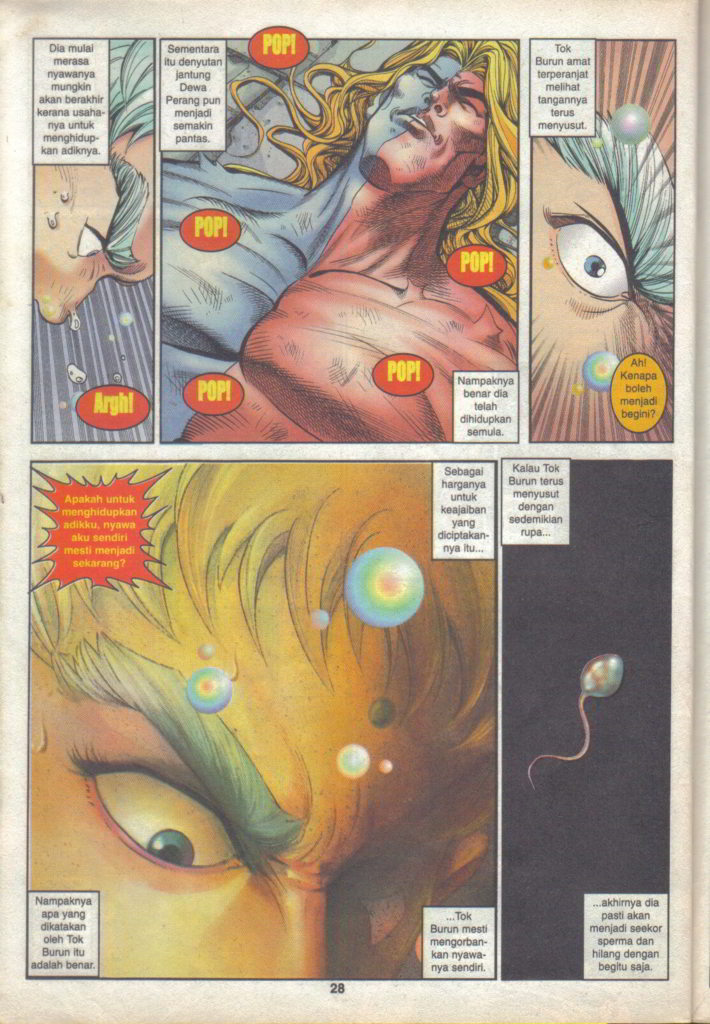 Dia mulai
merasa
nyawanya
mungkin
akan berakhir
kerana usaha-
nya untuk
menghidup-
kan adiknya.
Argh!
Sementara
itu denyutan
jantung
Dewa
Perang pun
menjadi
semakin
pantas.
POP!
POP!
POP!
POP!
POP!
Nampaknya
benar dia
telah
dihidupkan
semula.
Tok
Burun amat
terperanjat
melihat
tangannya
terus
menyusut.
Ah!
Kenapa
boleh
menjadi
begini?
Apakah untuk
menghidupkan
adikku, nyawa
aku sendiri
mesti menjadi
sekarang?
Sebagai
harganya
untuk
keajaiban
yang
diciptakan-
nya itu...
Nampaknya
apa yang
dikatakan
oleh Tok
Burun itu
adalah benar.
...Tok
Burun mesti
mengorban-
kan nyawa-
nya sendiri.
Kalau Tok
Burun terus
menyusut
dengan
sedemikian
rupa...
...akhirnya dia
pasti akan
menjadi seekor
sperma dan
hilang dengan
begitu saja.
28